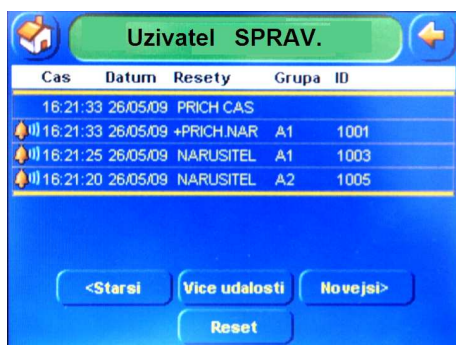 Uzivatel SPRAV.
Cas Datum Resety Grupa ID
16:21:33 26/05/09 PRICH CAS
16:21:33 26/05/09 +PRICH.NAR A1 1001
16:21:25 26/05/09 NARUSITEL A1 1003
16:21:20 26/05/09 NARUSITEL A2 1005
<Starsi Vice udalosti Novejsi>
Reset